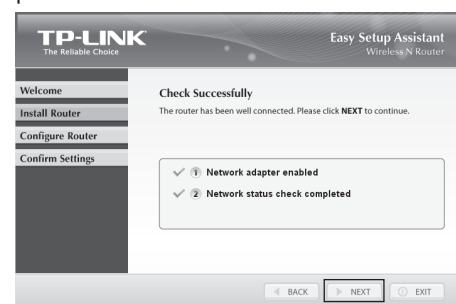 TP-LINK
The Reliable Choice
Easy Setup Assistant
Wireless N Router
Welcome
Install Router
Configure Router
Confirm Settings
Check Successfully
The router has been well connected. Please click NEXT to continue.
1 Network adapter enabled
2 Network status check completed
BACK
NEXT
EXIT